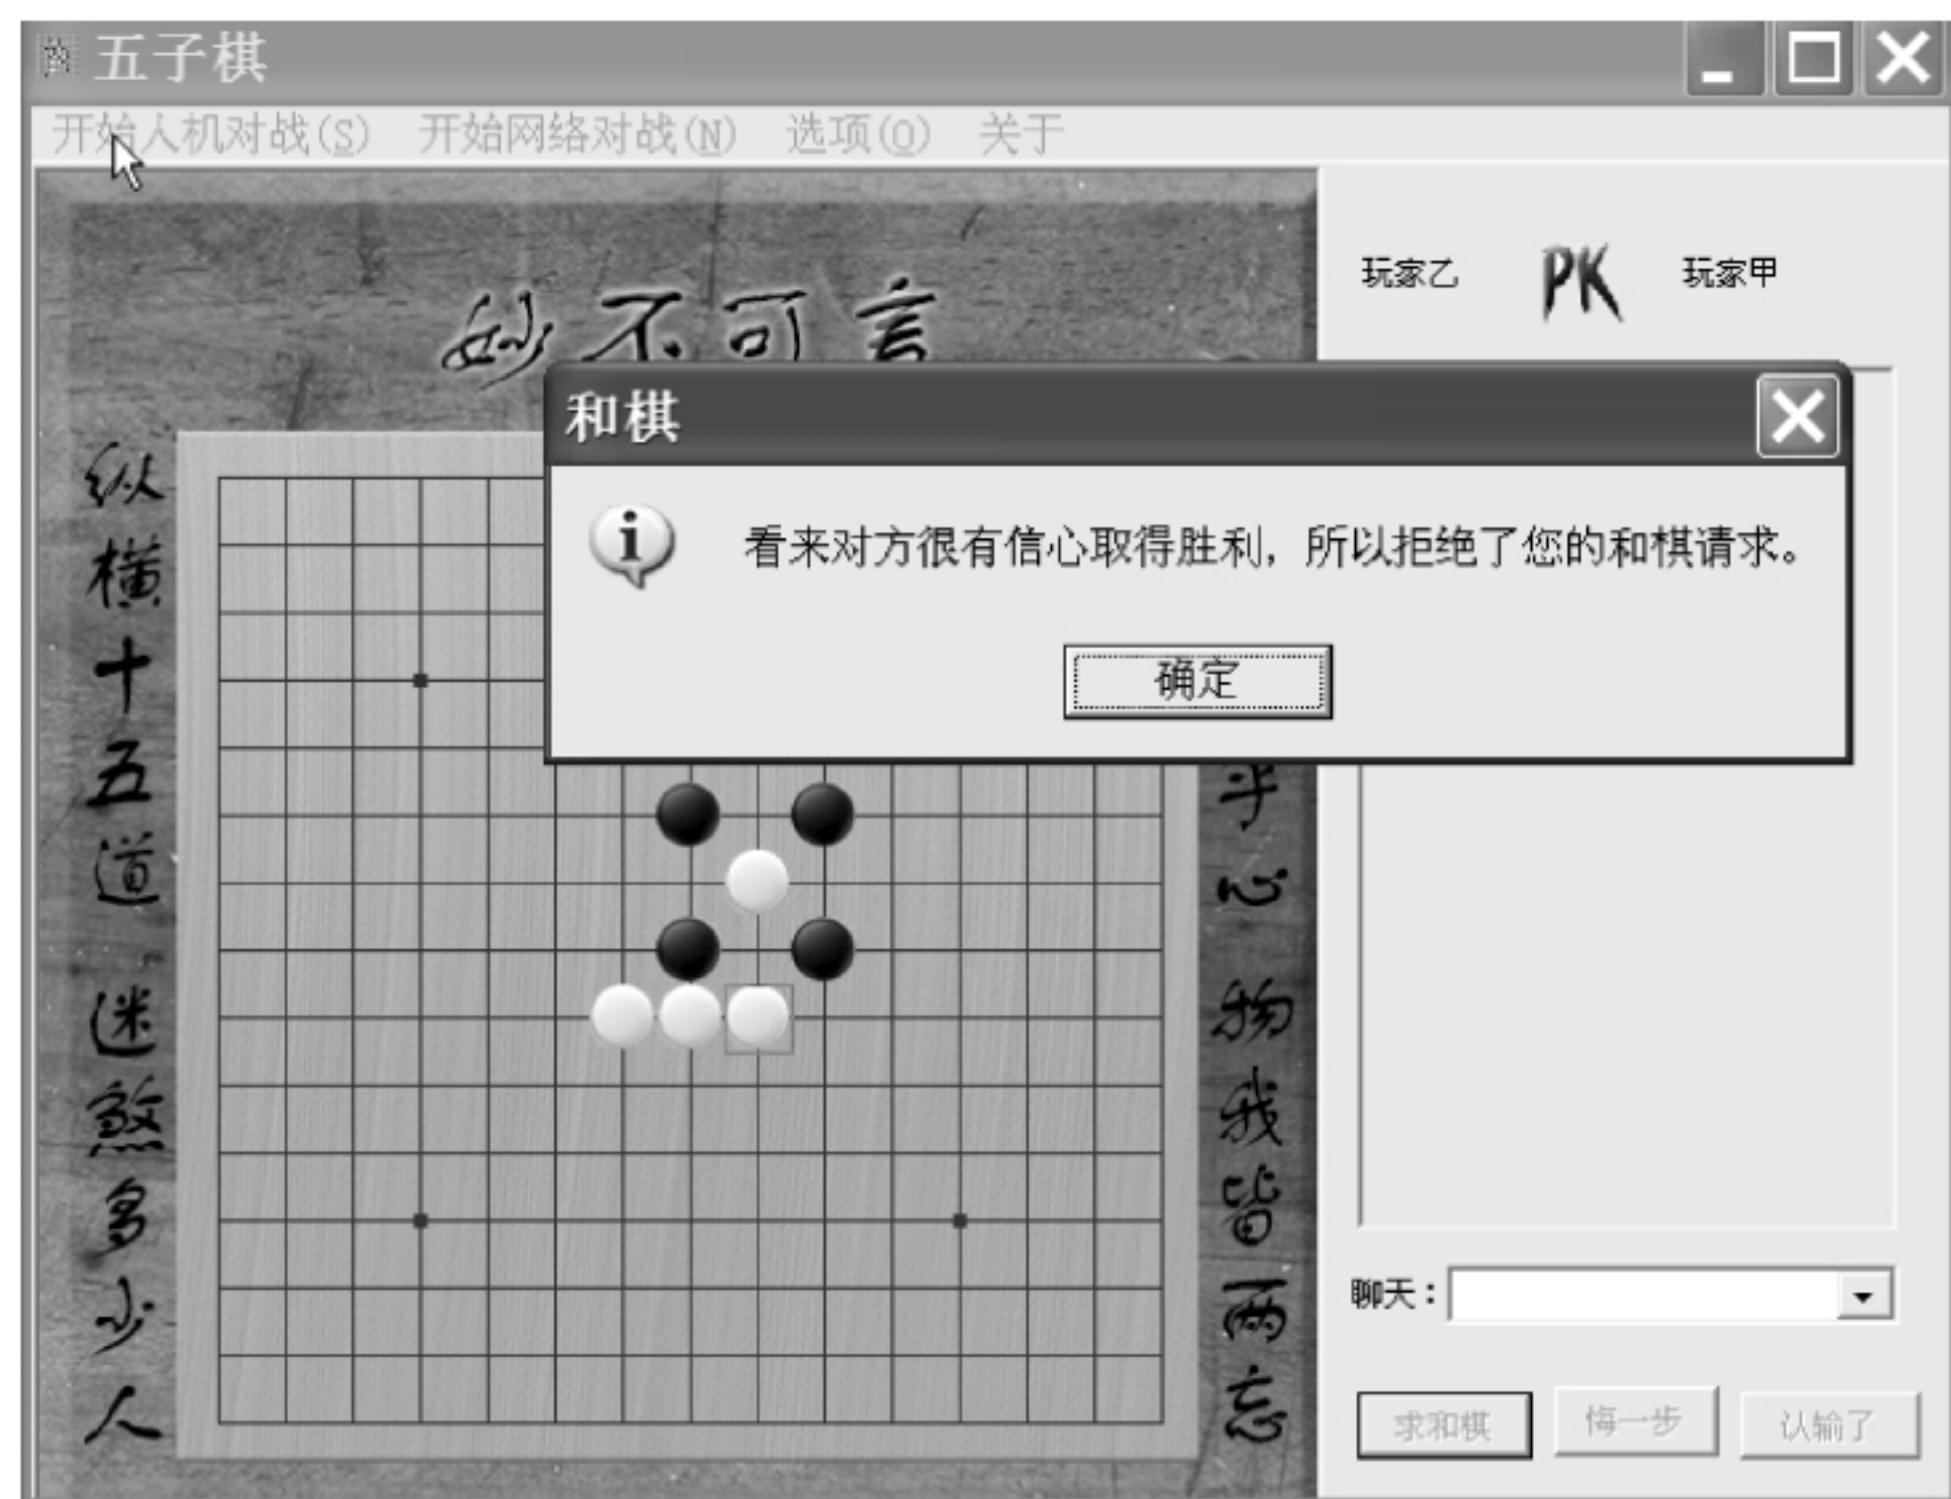 五子棋
开始人机对战(S) 开始网络对战(N) 选项(O) 关于
妙不可言
玩家乙 PK 玩家甲
和棋
看来对方很有信心取得胜利，所以拒绝了您的和棋请求。
确定
纵横十五道 迷煞多少人
乎心 物我皆两忘
聊天：
求和棋 悔一步 认输了